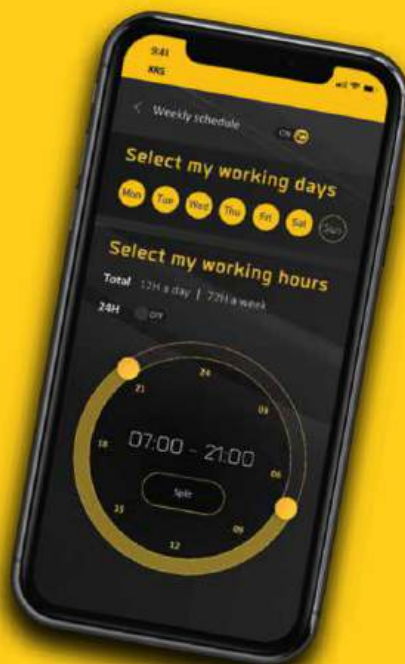 9:41
KRS
Weekly schedule
ON
Select my working days
Mon Tue Wed Thu Fri Sat Sun
Select my working hours
Total 12H a day | 72H a week
24H OFF
24
21 03
18 07:00 - 21:00 06
Split
15 09
12